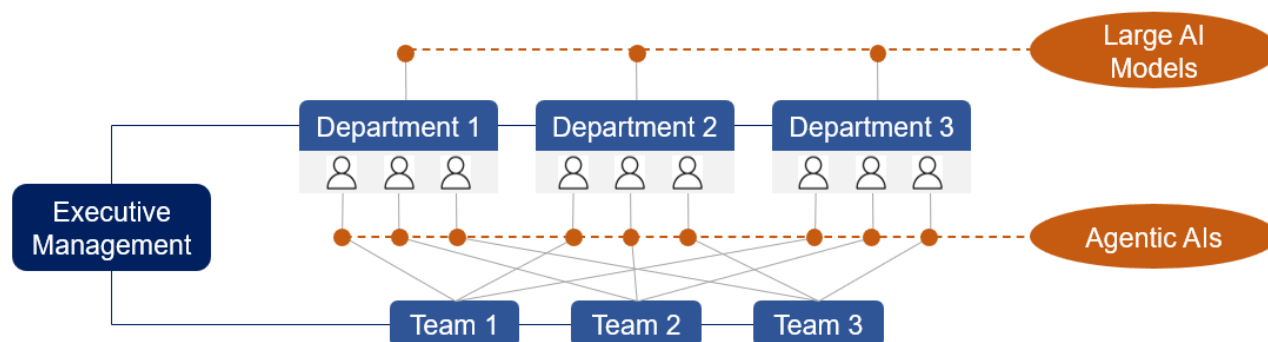 Large AI
Models
Department 1
Department 2
Department 3
Executive
Management
Agentic AIs
Team 1
Team 2
Team 3